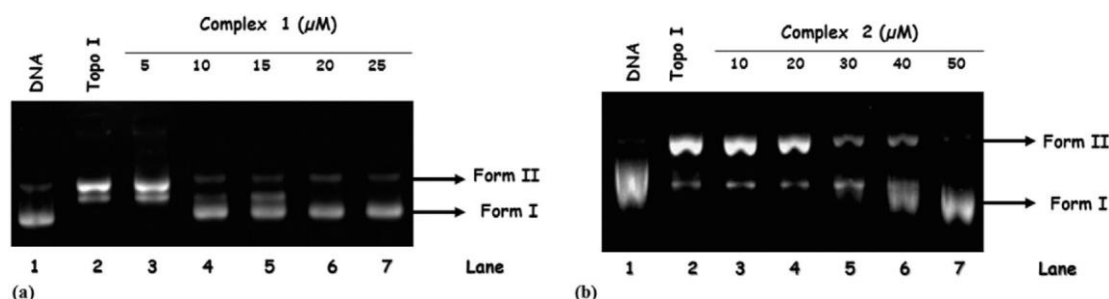 Complex 1 (µM)
DNA
Topo I
5 10 15 20 25
Form II
Form I
1 2 3 4 5 6 7 Lane
(a)
Complex 2 (µM)
DNA
Topo I
10 20 30 40 50
Form II
Form I
1 2 3 4 5 6 7 Lane
(b)